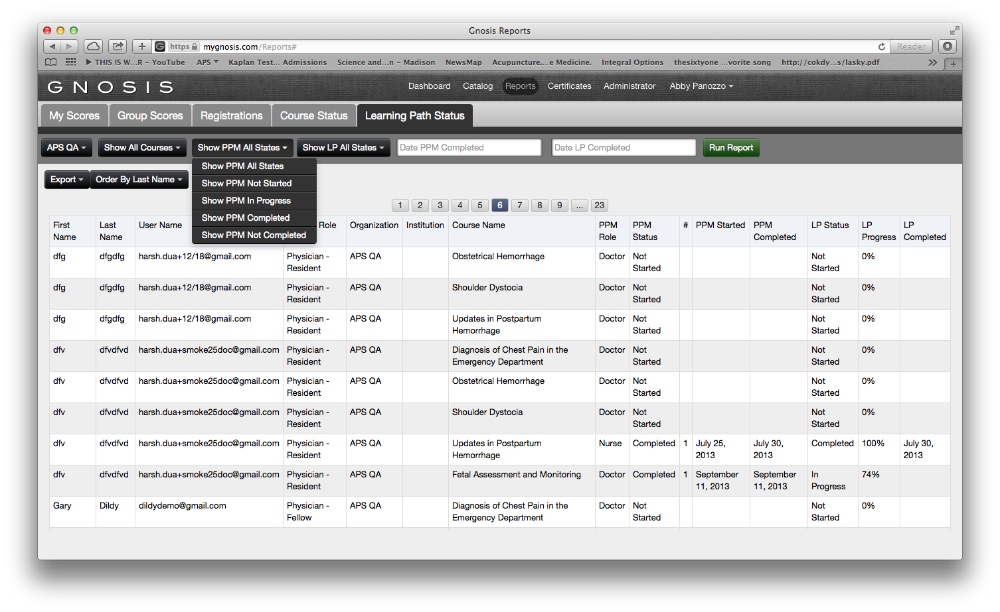 Gnosis Reports
https mygnosis.com/Reports#
Reader
THIS IS W...R – YouTube APS Kaplan Test... Admissions Science and...n – Madison NewsMap Acupuncture....e Medicine. Integral Options thesixtyone ...vorite song http://cokdy...s/lasky.pdf
GNOSIS
Dashboard Catalog Reports Certificates Administrator Abby Panozzo
My Scores Group Scores Registrations Course Status Learning Path Status
APS QA Show All Courses Show PPM All States Show LP All States Date PPM Completed Date LP Completed Run Report
Show PPM All States
Show PPM Not Started
Show PPM In Progress
Show PPM Completed
Show PPM Not Completed
Export Order By Last Name
1 2 3 4 5 6 7 8 9 ... 23
First Last User Name Role Organization Institution Course Name PPM PPM # PPM Started PPM LP Status LP LP
Name Name Role Status Completed Progress Completed
dfg dfgdfg harsh.dua+12/18@gmail.com Physician - APS QA Obstetrical Hemorrhage Doctor Not Not 0%
Resident Started Started
dfg dfgdfg harsh.dua+12/18@gmail.com Physician - APS QA Shoulder Dystocia Doctor Not Not 0%
Resident Started Started
dfg dfgdfg harsh.dua+12/18@gmail.com Physician - APS QA Updates in Postpartum Doctor Not Not 0%
Resident Hemorrhage Started Started
dfv dfvdfvd harsh.dua+smoke25doc@gmail.com Physician - APS QA Diagnosis of Chest Pain in the Doctor Not Not 0%
Resident Emergency Department Started Started
dfv dfvdfvd harsh.dua+smoke25doc@gmail.com Physician - APS QA Obstetrical Hemorrhage Doctor Not Not 0%
Resident Started Started
dfv dfvdfvd harsh.dua+smoke25doc@gmail.com Physician - APS QA Shoulder Dystocia Doctor Not Not 0%
Resident Started Started
dfv dfvdfvd harsh.dua+smoke25doc@gmail.com Physician - APS QA Updates in Postpartum Nurse Completed 1 July 25, July 30, Completed 100% July 30,
Resident Hemorrhage 2013 2013 2013
dfv dfvdfvd harsh.dua+smoke25doc@gmail.com Physician - APS QA Fetal Assessment and Monitoring Doctor Completed 1 September September In 74%
Resident 11, 2013 11, 2013 Progress
Gary Dildy dildydemo@gmail.com Physician - APS QA Diagnosis of Chest Pain in the Doctor Not Not 0%
Fellow Emergency Department Started Started